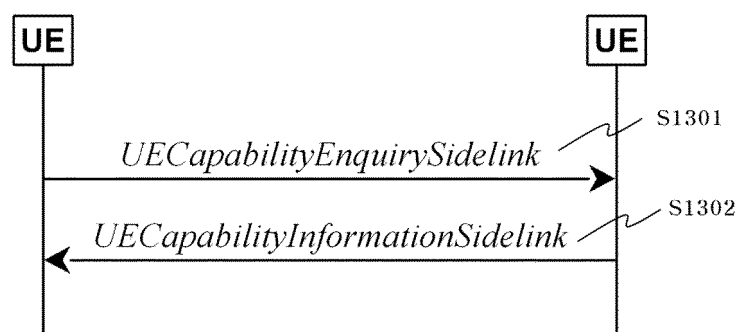 UE
UE
S1301
UECapabilityEnquirySidelink
S1302
UECapabilityInformationSidelink